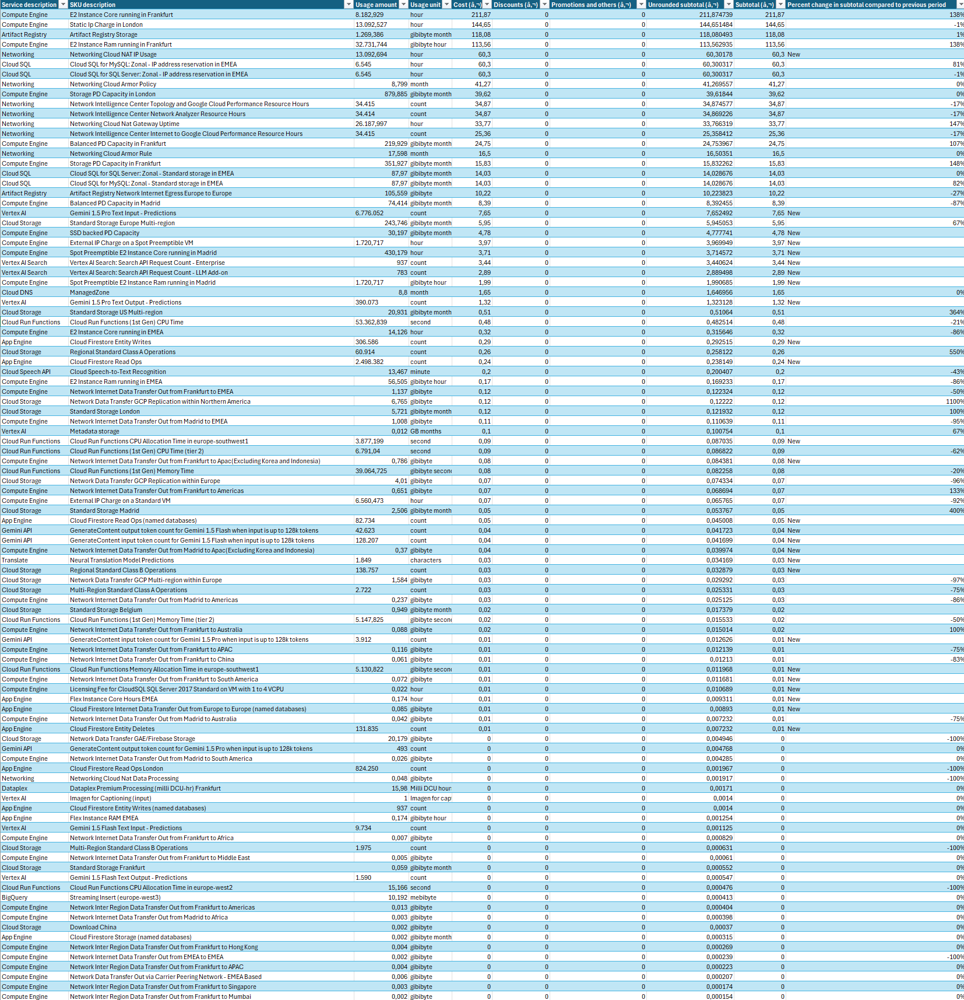 Service description SKU description Usage amount Usage unit Cost (â‚¬) Discounts (â‚¬) Promotions and others (â‚¬) Unrounded subtotal (â‚¬) Subtotal (â‚¬) Percent change in subtotal compared to previous period
Compute Engine E2 Instance Core running in Frankfurt 8.182,929 hour 211,87 0 0 211,874739 211,87 138%
Compute Engine Static Ip Charge in London 13.092,527 hour 144,65 0 0 144,651484 144,65 -1%
Artifact Registry Artifact Registry Storage 1.269,386 gibibyte month 118,08 0 0 118,080493 118,08 1%
Compute Engine E2 Instance Ram running in Frankfurt 32.731,744 gibibyte hour 113,56 0 0 113,562935 113,56 138%
Networking Networking Cloud NAT IP Usage 13.092,694 hour 60,3 0 0 60,30178 60,3 New
Cloud SQL Cloud SQL for MySQL: Zonal - IP address reservation in EMEA 6.545 hour 60,3 0 0 60,300317 60,3 81%
Cloud SQL Cloud SQL for SQL Server: Zonal - IP address reservation in EMEA 6.545 hour 60,3 0 0 60,300317 60,3 -1%
Networking Networking Cloud Armor Policy 8,799 month 41,27 0 0 41,269557 41,27 0%
Compute Engine Storage PD Capacity in London 879,885 gibibyte month 39,62 0 0 39,61844 39,62 0%
Networking Network Intelligence Center Topology and Google Cloud Performance Resource Hours 34.415 count 34,87 0 0 34,874577 34,87 -17%
Networking Network Intelligence Center Network Analyzer Resource Hours 34.414 count 34,87 0 0 34,869226 34,87 -17%
Networking Networking Cloud Nat Gateway Uptime 26.187,997 hour 33,77 0 0 33,766319 33,77 147%
Networking Network Intelligence Center Internet to Google Cloud Performance Resource Hours 34.415 count 25,36 0 0 25,358412 25,36 -17%
Compute Engine Balanced PD Capacity in Frankfurt 219,929 gibibyte month 24,75 0 0 24,753967 24,75 107%
Networking Networking Cloud Armor Rule 17,598 month 16,5 0 0 16,50351 16,5 0%
Compute Engine Storage PD Capacity in Frankfurt 351,927 gibibyte month 15,83 0 0 15,832262 15,83 148%
Cloud SQL Cloud SQL for SQL Server: Zonal - Standard storage in EMEA 87,97 gibibyte month 14,03 0 0 14,028676 14,03 0%
Cloud SQL Cloud SQL for MySQL: Zonal - Standard storage in EMEA 87,97 gibibyte month 14,03 0 0 14,028676 14,03 82%
Artifact Registry Artifact Registry Network Internet Egress Europe to Europe 105,559 gibibyte 10,22 0 0 10,223823 10,22 -27%
Compute Engine Balanced PD Capacity in Madrid 74,414 gibibyte month 8,39 0 0 8,392455 8,39 -87%
Vertex AI Gemini 1.5 Pro Text Input - Predictions 6.776.052 count 7,65 0 0 7,652492 7,65 New
Cloud Storage Standard Storage Europe Multi-region 243,746 gibibyte month 5,95 0 0 5,945053 5,95 67%
Compute Engine SSD backed PD Capacity 30,197 gibibyte month 4,78 0 0 4,777741 4,78 New
Compute Engine External IP Charge on a Spot Preemptible VM 1.720,717 hour 3,97 0 0 3,969949 3,97 New
Compute Engine Spot Preemptible E2 Instance Core running in Madrid 430,179 hour 3,71 0 0 3,714572 3,71 New
Vertex AI Search Vertex AI Search: Search API Request Count - Enterprise 937 count 3,44 0 0 3,440624 3,44 New
Vertex AI Search Vertex AI Search: Search API Request Count - LLM Add-on 783 count 2,89 0 0 2,889498 2,89 New
Compute Engine Spot Preemptible E2 Instance Ram running in Madrid 1.720,717 gibibyte hour 1,99 0 0 1,990685 1,99 New
Cloud DNS ManagedZone 8,8 month 1,65 0 0 1,646956 1,65 0%
Vertex AI Gemini 1.5 Pro Text Output - Predictions 390.073 count 1,32 0 0 1,323128 1,32 New
Cloud Storage Standard Storage US Multi-region 20,931 gibibyte month 0,51 0 0 0,51064 0,51 364%
Cloud Run Functions Cloud Run Functions (1st Gen) CPU Time 53.362,839 second 0,48 0 0 0,482514 0,48 -21%
Compute Engine E2 Instance Core running in EMEA 14,126 hour 0,32 0 0 0,315646 0,32 -86%
App Engine Cloud Firestore Entity Writes 306.586 count 0,29 0 0 0,292515 0,29 New
Cloud Storage Regional Standard Class A Operations 60.914 count 0,26 0 0 0,258122 0,26 550%
App Engine Cloud Firestore Read Ops 2.498.382 count 0,24 0 0 0,238149 0,24 New
Cloud Speech API Cloud Speech-to-Text Recognition 13,467 minute 0,2 0 0 0,200407 0,2 -43%
Compute Engine E2 Instance Ram running in EMEA 56,505 gibibyte hour 0,17 0 0 0,169233 0,17 -86%
Compute Engine Network Internet Data Transfer Out from Frankfurt to EMEA 1,137 gibibyte 0,12 0 0 0,122324 0,12 -50%
Cloud Storage Network Data Transfer GCP Replication within Northern America 6,765 gibibyte 0,12 0 0 0,12222 0,12 1100%
Cloud Storage Standard Storage London 5,721 gibibyte month 0,12 0 0 0,121932 0,12 100%
Compute Engine Network Internet Data Transfer Out from Madrid to EMEA 1,008 gibibyte 0,11 0 0 0,110639 0,11 -95%
Vertex AI Metadata storage 0,012 GB months 0,1 0 0 0,100754 0,1 67%
Cloud Run Functions Cloud Run Functions CPU Allocation Time in europe-southwest1 3.877,199 second 0,09 0 0 0,087035 0,09 New
Cloud Run Functions Cloud Run Functions (1st Gen) CPU Time (tier 2) 6.791,04 second 0,09 0 0 0,086822 0,09 -62%
Compute Engine Network Internet Data Transfer Out from Frankfurt to Apac(Excluding Korea and Indonesia) 0,786 gibibyte 0,08 0 0 0,084381 0,08 New
Cloud Run Functions Cloud Run Functions (1st Gen) Memory Time 39.064,725 gibibyte second 0,08 0 0 0,082258 0,08 -20%
Cloud Storage Network Data Transfer GCP Replication within Europe 4,01 gibibyte 0,07 0 0 0,074334 0,07 -96%
Compute Engine Network Internet Data Transfer Out from Frankfurt to Americas 0,651 gibibyte 0,07 0 0 0,068694 0,07 133%
Compute Engine External IP Charge on a Standard VM 6.560,473 hour 0,07 0 0 0,065765 0,07 -92%
Cloud Storage Standard Storage Madrid 2,506 gibibyte month 0,05 0 0 0,053767 0,05 400%
App Engine Cloud Firestore Read Ops (named databases) 82.734 count 0,05 0 0 0,045008 0,05 New
Gemini API GenerateContent output token count for Gemini 1.5 Flash when input is up to 128k tokens 42.623 count 0,04 0 0 0,041723 0,04 New
Gemini API GenerateContent input token count for Gemini 1.5 Flash when input is up to 128k tokens 128.207 count 0,04 0 0 0,041699 0,04 New
Compute Engine Network Internet Data Transfer Out from Madrid to Apac(Excluding Korea and Indonesia) 0,37 gibibyte 0,04 0 0 0,039974 0,04 New
Translate Neural Translation Model Predictions 1.849 characters 0,03 0 0 0,034169 0,03 New
Cloud Storage Regional Standard Class B Operations 138.757 count 0,03 0 0 0,032879 0,03 New
Cloud Storage Network Data Transfer GCP Multi-region within Europe 1,584 gibibyte 0,03 0 0 0,029292 0,03 -97%
Cloud Storage Multi-Region Standard Class A Operations 2.722 count 0,03 0 0 0,025331 0,03 -75%
Compute Engine Network Internet Data Transfer Out from Madrid to Americas 0,237 gibibyte 0,03 0 0 0,025125 0,03 -86%
Cloud Storage Standard Storage Belgium 0,949 gibibyte month 0,02 0 0 0,017379 0,02
Cloud Run Functions Cloud Run Functions (1st Gen) Memory Time (tier 2) 5.147,825 gibibyte second 0,02 0 0 0,015533 0,02 -50%
Compute Engine Network Internet Data Transfer Out from Frankfurt to Australia 0,088 gibibyte 0,02 0 0 0,015014 0,02 100%
Gemini API GenerateContent input token count for Gemini 1.5 Pro when input is up to 128k tokens 3.912 count 0,01 0 0 0,012626 0,01 New
Compute Engine Network Internet Data Transfer Out from Frankfurt to APAC 0,116 gibibyte 0,01 0 0 0,012139 0,01 -75%
Compute Engine Network Internet Data Transfer Out from Frankfurt to China 0,061 gibibyte 0,01 0 0 0,01213 0,01 -83%
Cloud Run Functions Cloud Run Functions Memory Allocation Time in europe-southwest1 5.130,822 gibibyte second 0,01 0 0 0,011968 0,01 New
Compute Engine Network Internet Data Transfer Out from Frankfurt to South America 0,072 gibibyte 0,01 0 0 0,011681 0,01 New
Compute Engine Licensing Fee for CloudSQL SQL Server 2017 Standard on VM with 1 to 4 VCPU 0,022 hour 0,01 0 0 0,010689 0,01 New
App Engine Flex Instance Core Hours EMEA 0,174 hour 0,01 0 0 0,009311 0,01 New
App Engine Cloud Firestore Internet Data Transfer Out from Europe to Europe (named databases) 0,085 gibibyte 0,01 0 0 0,00893 0,01 New
Compute Engine Network Internet Data Transfer Out from Madrid to Australia 0,042 gibibyte 0,01 0 0 0,007232 0,01 -75%
App Engine Cloud Firestore Entity Deletes 131.835 count 0,01 0 0 0,007232 0,01 New
Cloud Storage Network Data Transfer GAE/Firebase Storage 20,179 gibibyte 0 0 0 0,004946 0 -100%
Gemini API GenerateContent output token count for Gemini 1.5 Pro when input is up to 128k tokens 493 count 0 0 0 0,004768 0 0%
Compute Engine Network Internet Data Transfer Out from Madrid to South America 0,026 gibibyte 0 0 0 0,004285 0 0%
App Engine Cloud Firestore Read Ops London 824.250 count 0 0 0 0,001967 0 -100%
Networking Networking Cloud Nat Data Processing 0,048 gibibyte 0 0 0 0,001917 0 -100%
Dataplex Dataplex Premium Processing (milli DCU-hr) Frankfurt 15,98 Milli DCU hour 0 0 0 0,00171 0 0%
Vertex AI Imagen for Captioning (input) 1 Imagen for cap 0 0 0 0,0014 0 0%
App Engine Cloud Firestore Entity Writes (named databases) 937 count 0 0 0 0,0014 0 0%
App Engine Flex Instance RAM EMEA 0,174 gibibyte hour 0 0 0 0,001254 0 0%
Vertex AI Gemini 1.5 Flash Text Input - Predictions 9.734 count 0 0 0 0,001125 0 0%
Compute Engine Network Internet Data Transfer Out from Frankfurt to Africa 0,007 gibibyte 0 0 0 0,000829 0 0%
Cloud Storage Multi-Region Standard Class B Operations 1.975 count 0 0 0 0,000631 0 -100%
Compute Engine Network Internet Data Transfer Out from Frankfurt to Middle East 0,005 gibibyte 0 0 0 0,00061 0 0%
Cloud Storage Standard Storage Frankfurt 0,059 gibibyte month 0 0 0 0,000552 0 0%
Vertex AI Gemini 1.5 Flash Text Output - Predictions 1.590 count 0 0 0 0,000547 0 0%
Cloud Run Functions Cloud Run Functions CPU Allocation Time in europe-west2 15,166 second 0 0 0 0,000476 0 -100%
BigQuery Streaming Insert (europe-west3) 10,192 mebibyte 0 0 0 0,000413 0 0%
Compute Engine Network Inter Region Data Transfer Out from Frankfurt to Americas 0,013 gibibyte 0 0 0 0,000404 0 0%
Compute Engine Network Internet Data Transfer Out from Madrid to Africa 0,003 gibibyte 0 0 0 0,000398 0 0%
Cloud Storage Download China 0,002 gibibyte 0 0 0 0,00037 0 0%
App Engine Cloud Firestore Storage (named databases) 0,002 gibibyte month 0 0 0 0,000315 0 0%
Compute Engine Network Inter Region Data Transfer Out from Frankfurt to Hong Kong 0,004 gibibyte 0 0 0 0,000269 0 0%
Compute Engine Network Internet Data Transfer Out from EMEA to EMEA 0,002 gibibyte 0 0 0 0,000239 0 -100%
Compute Engine Network Inter Region Data Transfer Out from Frankfurt to APAC 0,004 gibibyte 0 0 0 0,000223 0 0%
Compute Engine Network Data Transfer Out via Carrier Peering Network - EMEA Based 0,006 gibibyte 0 0 0 0,000207 0 0%
Compute Engine Network Inter Region Data Transfer Out from Frankfurt to Singapore 0,003 gibibyte 0 0 0 0,000174 0 0%
Compute Engine Network Inter Region Data Transfer Out from Frankfurt to Mumbai 0,002 gibibyte 0 0 0 0,000154 0 0%